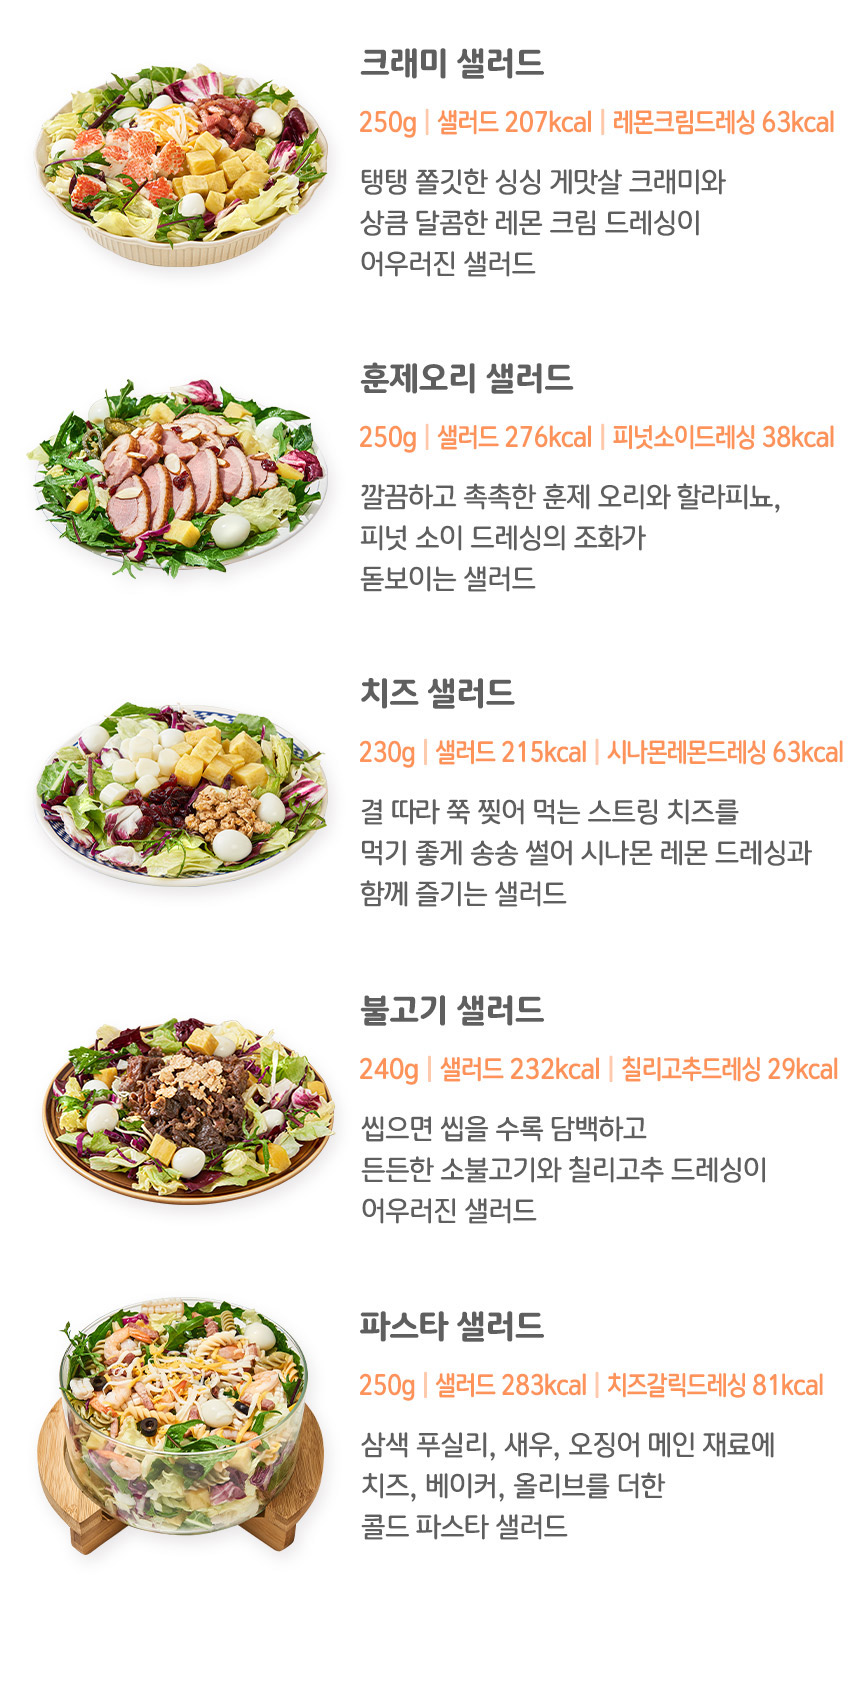 크래미 샐러드
250g | 샐러드 207kcal | 레몬크림드레싱 63kcal
탱탱 쫄깃한 싱싱 게맛살 크래미와
상큼 달콤한 레몬 크림 드레싱이
어우러진 샐러드
훈제오리 샐러드
250g | 샐러드 276kcal | 피넛소이드레싱 38kcal
깔끔하고 촉촉한 훈제 오리와 할라피뇨,
피넛 소이 드레싱의 조화가
돋보이는 샐러드
치즈 샐러드
230g | 샐러드 215kcal | 시나몬레몬드레싱 63kcal
결 따라 쭉 찢어 먹는 스트링 치즈를
먹기 좋게 송송 썰어 시나몬 레몬 드레싱과
함께 즐기는 샐러드
불고기 샐러드
240g | 샐러드 232kcal | 칠리고추드레싱 29kcal
씹으면 씹을 수록 담백하고
든든한 소불고기와 칠리고추 드레싱이
어우러진 샐러드
파스타 샐러드
250g | 샐러드 283kcal | 치즈갈릭드레싱 81kcal
삼색 푸실리, 새우, 오징어 메인 재료에
치즈, 베이커, 올리브를 더한
콜드 파스타 샐러드